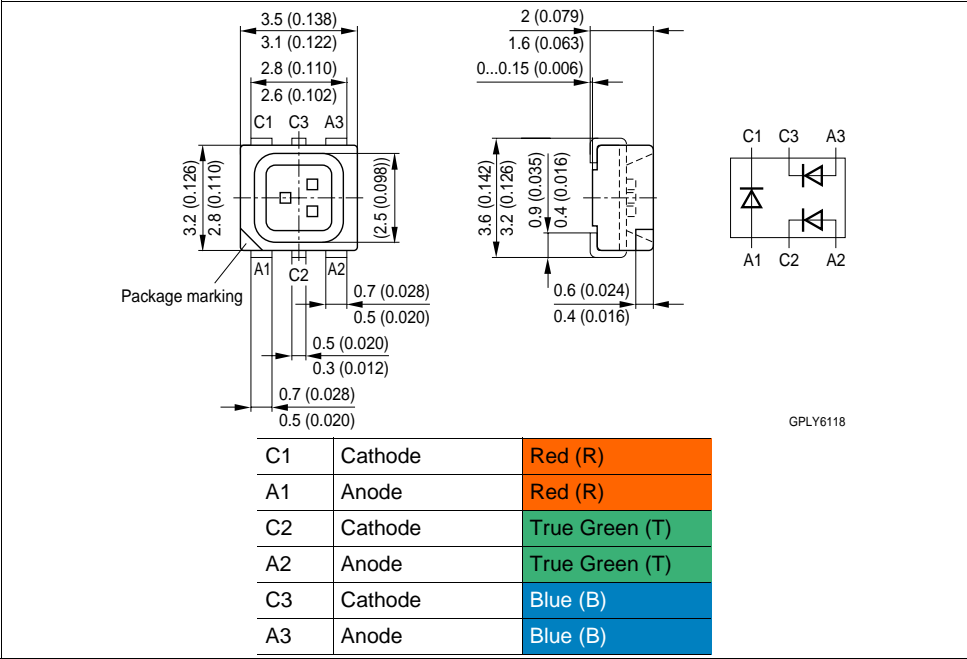 3.5 (0.138)
3.1 (0.122)
2.8 (0.110)
2.6 (0.102)
C1 C3 A3
3.2 (0.126)
2.8 (0.110)
(2.5 (0.098))
A1 C2 A2
Package marking
0.7 (0.028)
0.5 (0.020)
0.5 (0.020)
0.3 (0.012)
0.7 (0.028)
0.5 (0.020)
2 (0.079)
1.6 (0.063)
0...0.15 (0.006)
3.6 (0.142)
3.2 (0.126)
0.9 (0.035)
0.4 (0.016)
0.6 (0.024)
0.4 (0.016)
C1 C3 A3
A1 C2 A2
GPLY6118
C1 Cathode Red (R)
A1 Anode Red (R)
C2 Cathode True Green (T)
A2 Anode True Green (T)
C3 Cathode Blue (B)
A3 Anode Blue (B)